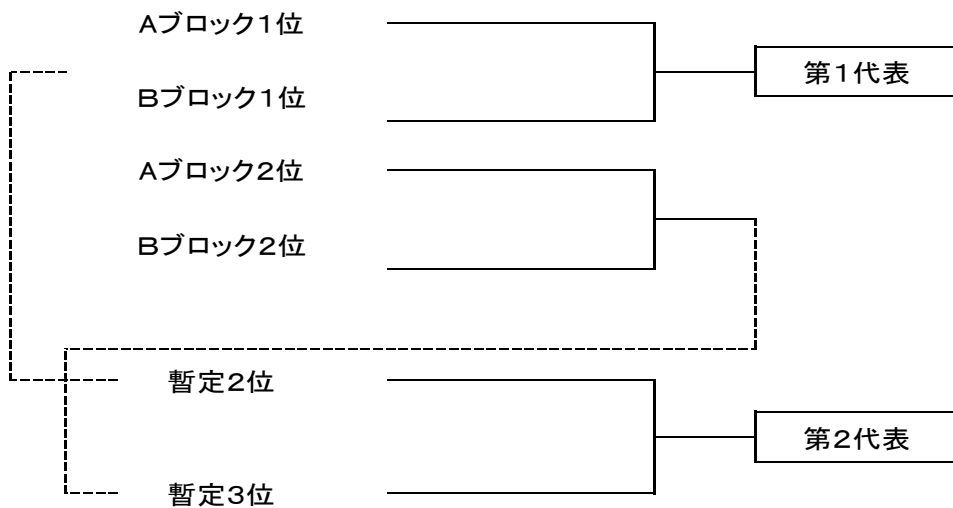 Aブロック1位
第1代表
Bブロック1位
Aブロック2位
Bブロック2位
暫定2位
第2代表
暫定3位